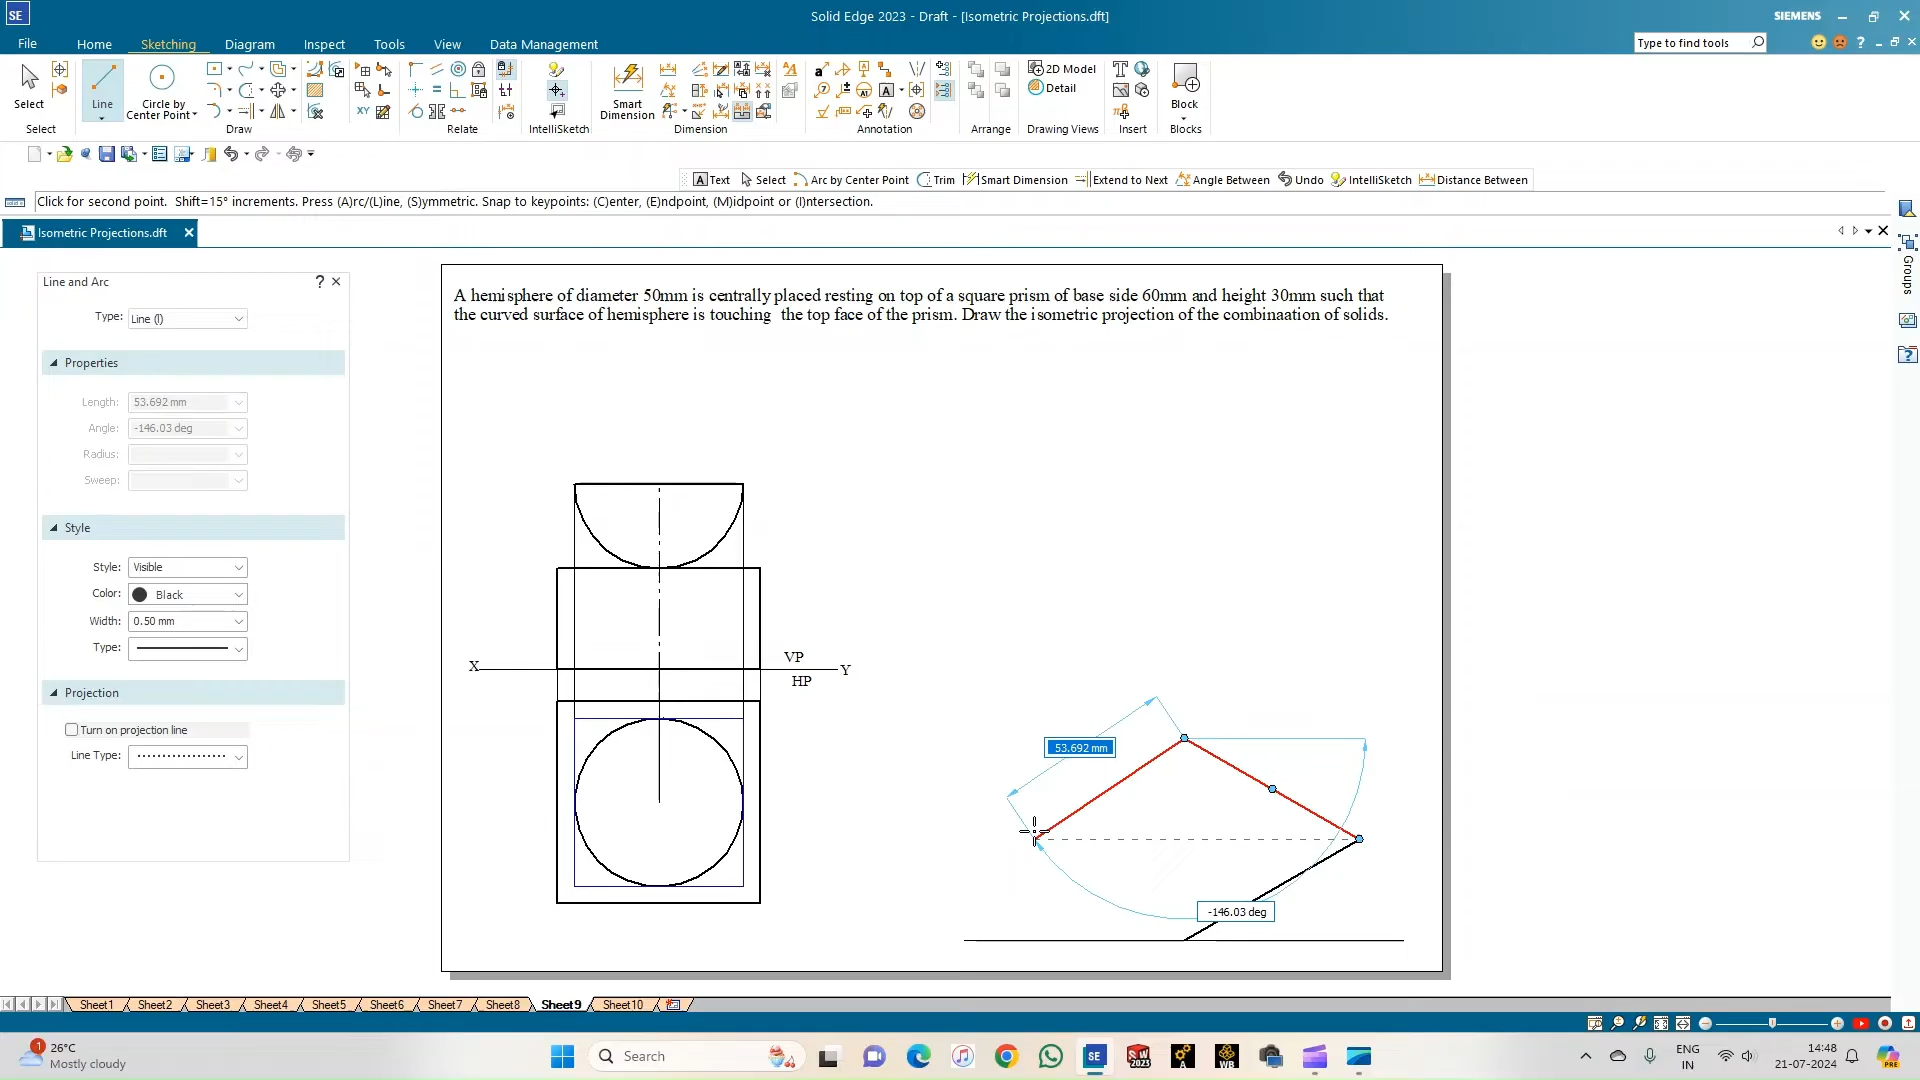 SE
Solid Edge 2023 - Draft - [Isometric Projections.dft]
SIEMENS
File
Home
Sketching
Diagram
Inspect
Tools
View
Data Management
Type to find tools
Select
Line
Circle by
Center Point
Smart
Dimension
2D Model
Detail
Block
Select
Draw
Relate
IntelliSketch
Dimension
Annotation
Arrange
Drawing Views
Insert
Blocks
Text
Select
Arc by Center Point
Trim
Smart Dimension
Extend to Next
Angle Between
Undo
IntelliSketch
Distance Between
Click for second point. Shift=15° increments. Press (A)rc/(L)ine, (S)ymmetric. Snap to keypoints: (C)enter, (E)ndpoint, (M)idpoint or (I)ntersection.
Isometric Projections.dft
Groups
Line and Arc
Type: Line (l)
Properties
Length: 53.692 mm
Angle: -146.03 deg
Radius:
Sweep:
Style
Style: Visible
Color: Black
Width: 0.50 mm
Type:
Projection
Turn on projection line
Line Type:
A hemisphere of diameter 50mm is centrally placed resting on top of a square prism of base side 60mm and height 30mm such that
the curved surface of hemisphere is touching the top face of the prism. Draw the isometric projection of the combinaation of solids.
X
VP
HP
Y
53.692 mm
-146.03 deg
Sheet1
Sheet2
Sheet3
Sheet4
Sheet5
Sheet6
Sheet7
Sheet8
Sheet9
Sheet10
1
26°C
Mostly cloudy
Search
SE
2023
A
WB
ENG
IN
14:48
21-07-2024
PRE